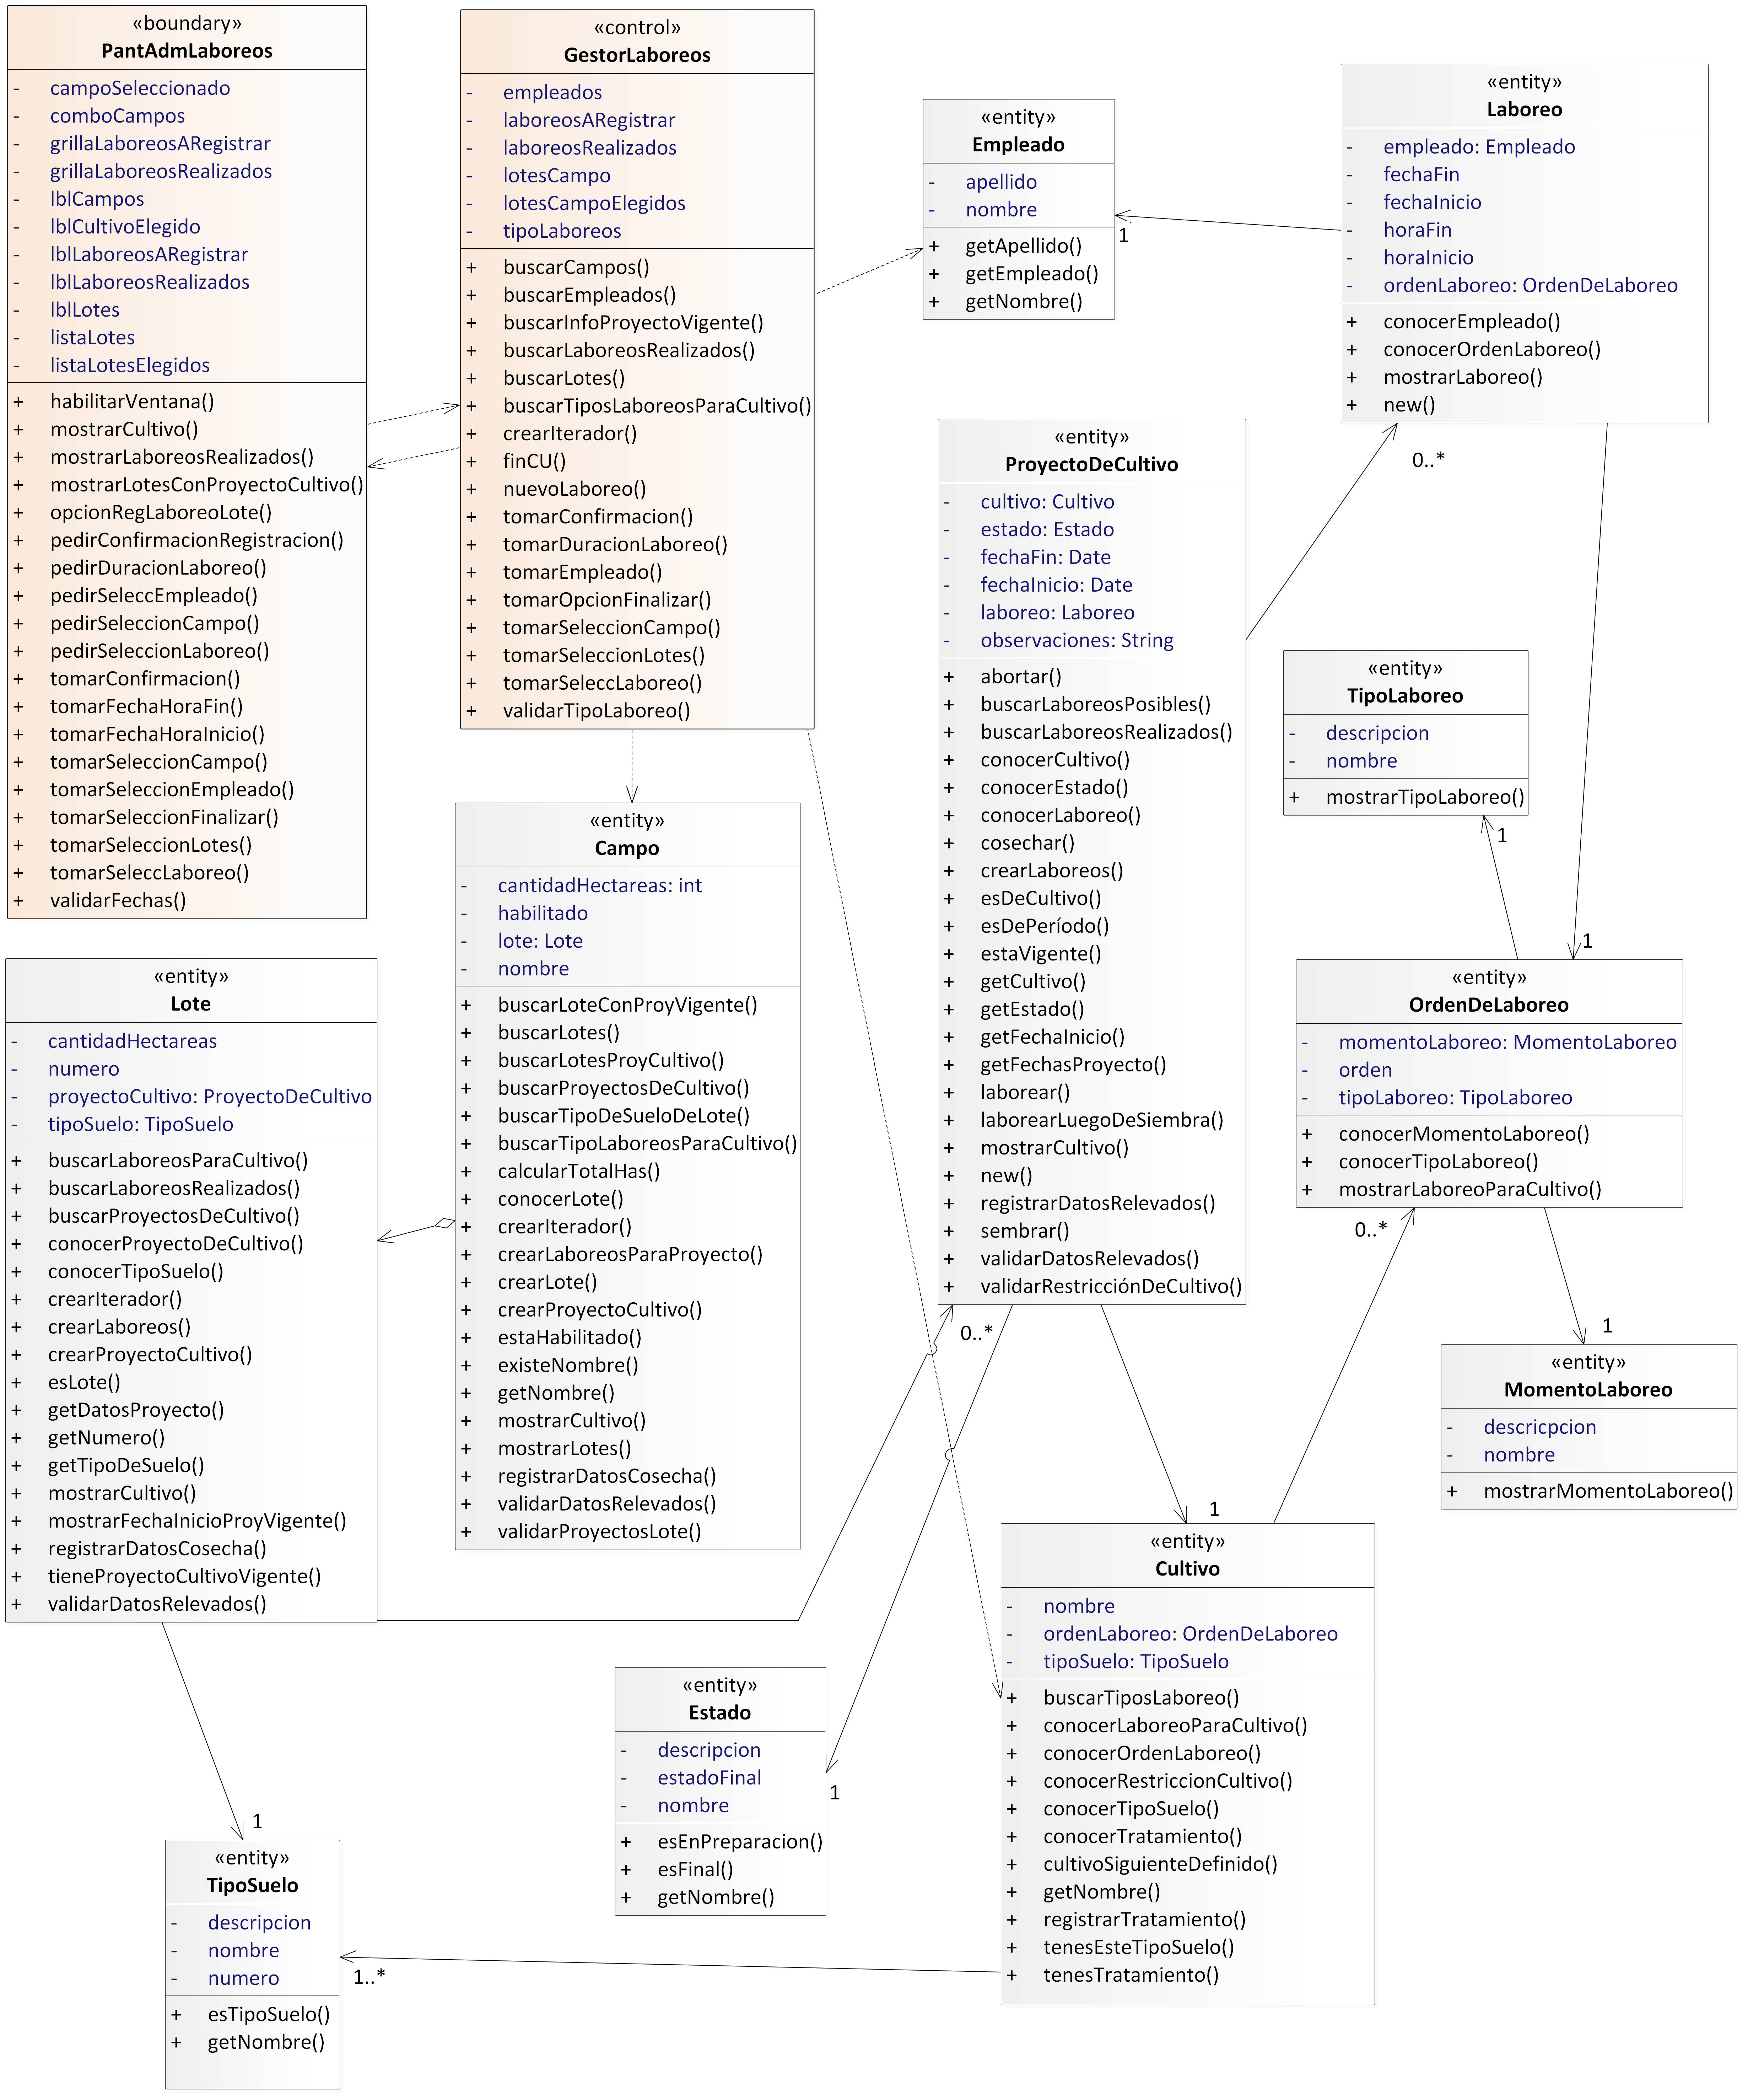 «boundary»
PantAdmLaboreos
- campoSeleccionado
- comboCampos
- grillaLaboreosARegistrar
- grillaLaboreosRealizados
- lblCampos
- lblCultivoElegido
- lblLaboreosARegistrar
- lblLaboreosRealizados
- lblLotes
- listaLotes
- listaLotesElegidos
+ habilitarVentana()
+ mostrarCultivo()
+ mostrarLaboreosRealizados()
+ mostrarLotesConProyectoCultivo()
+ opcionRegLaboreoLote()
+ pedirConfirmacionRegistracion()
+ pedirDuracionLaboreo()
+ pedirSeleccEmpleado()
+ pedirSeleccionCampo()
+ pedirSeleccionLaboreo()
+ tomarConfirmacion()
+ tomarFechaHoraFin()
+ tomarFechaHoraInicio()
+ tomarSeleccionCampo()
+ tomarSeleccionEmpleado()
+ tomarSeleccionFinalizar()
+ tomarSeleccionLotes()
+ tomarSeleccLaboreo()
+ validarFechas()
«control»
GestorLaboreos
- empleados
- laboreosARegistrar
- laboreosRealizados
- lotesCampo
- lotesCampoElegidos
- tipoLaboreos
+ buscarCampos()
+ buscarEmpleados()
+ buscarInfoProyectoVigente()
+ buscarLaboreosRealizados()
+ buscarLotes()
+ buscarTiposLaboreosParaCultivo()
+ crearIterador()
+ finCU()
+ nuevoLaboreo()
+ tomarConfirmacion()
+ tomarDuracionLaboreo()
+ tomarEmpleado()
+ tomarOpcionFinalizar()
+ tomarSeleccionCampo()
+ tomarSeleccionLotes()
+ tomarSeleccLaboreo()
+ validarTipoLaboreo()
«entity»
Empleado
- apellido
- nombre
+ getApellido()
+ getEmpleado()
+ getNombre()
1
«entity»
Laboreo
- empleado: Empleado
- fechaFin
- fechaInicio
- horaFin
- horaInicio
- ordenLaboreo: OrdenDeLaboreo
+ conocerEmpleado()
+ conocerOrdenLaboreo()
+ mostrarLaboreo()
+ new()
0..*
«entity»
ProyectoDeCultivo
- cultivo: Cultivo
- estado: Estado
- fechaFin: Date
- fechaInicio: Date
- laboreo: Laboreo
- observaciones: String
+ abortar()
+ buscarLaboreosPosibles()
+ buscarLaboreosRealizados()
+ conocerCultivo()
+ conocerEstado()
+ conocerLaboreo()
+ cosechar()
+ crearLaboreos()
+ esDeCultivo()
+ esDePeríodo()
+ estaVigente()
+ getCultivo()
+ getEstado()
+ getFechaInicio()
+ getFechasProyecto()
+ laborear()
+ laborearLuegoDeSiembra()
+ mostrarCultivo()
+ new()
+ registrarDatosRelevados()
+ sembrar()
+ validarDatosRelevados()
+ validarRestricciónDeCultivo()
0..*
«entity»
TipoLaboreo
- descripcion
- nombre
+ mostrarTipoLaboreo()
1
1
«entity»
Campo
- cantidadHectareas: int
- habilitado
- lote: Lote
- nombre
+ buscarLoteConProyVigente()
+ buscarLotes()
+ buscarLotesProyCultivo()
+ buscarProyectosDeCultivo()
+ buscarTipoDeSueloDeLote()
+ buscarTipoLaboreosParaCultivo()
+ calcularTotalHas()
+ conocerLote()
+ crearIterador()
+ crearLaboreosParaProyecto()
+ crearLote()
+ crearProyectoCultivo()
+ estaHabilitado()
+ existeNombre()
+ getNombre()
+ mostrarCultivo()
+ mostrarLotes()
+ registrarDatosCosecha()
+ validarDatosRelevados()
+ validarProyectosLote()
«entity»
Lote
- cantidadHectareas
- numero
- proyectoCultivo: ProyectoDeCultivo
- tipoSuelo: TipoSuelo
+ buscarLaboreosParaCultivo()
+ buscarLaboreosRealizados()
+ buscarProyectosDeCultivo()
+ conocerProyectoDeCultivo()
+ conocerTipoSuelo()
+ crearIterador()
+ crearLaboreos()
+ crearProyectoCultivo()
+ esLote()
+ getDatosProyecto()
+ getNumero()
+ getTipoDeSuelo()
+ mostrarCultivo()
+ mostrarFechaInicioProyVigente()
+ registrarDatosCosecha()
+ tieneProyectoCultivoVigente()
+ validarDatosRelevados()
«entity»
OrdenDeLaboreo
- momentoLaboreo: MomentoLaboreo
- orden
- tipoLaboreo: TipoLaboreo
+ conocerMomentoLaboreo()
+ conocerTipoLaboreo()
+ mostrarLaboreoParaCultivo()
0..*
1
«entity»
MomentoLaboreo
- descricpcion
- nombre
+ mostrarMomentoLaboreo()
1
«entity»
Cultivo
- nombre
- ordenLaboreo: OrdenDeLaboreo
- tipoSuelo: TipoSuelo
+ buscarTiposLaboreo()
+ conocerLaboreoParaCultivo()
+ conocerOrdenLaboreo()
+ conocerRestriccionCultivo()
+ conocerTipoSuelo()
+ conocerTratamiento()
+ cultivoSiguienteDefinido()
+ getNombre()
+ registrarTratamiento()
+ tenesEsteTipoSuelo()
+ tenesTratamiento()
«entity»
Estado
- descripcion
- estadoFinal
- nombre
+ esEnPreparacion()
+ esFinal()
+ getNombre()
1
1
«entity»
TipoSuelo
- descripcion
- nombre
- numero
+ esTipoSuelo()
+ getNombre()
1..*